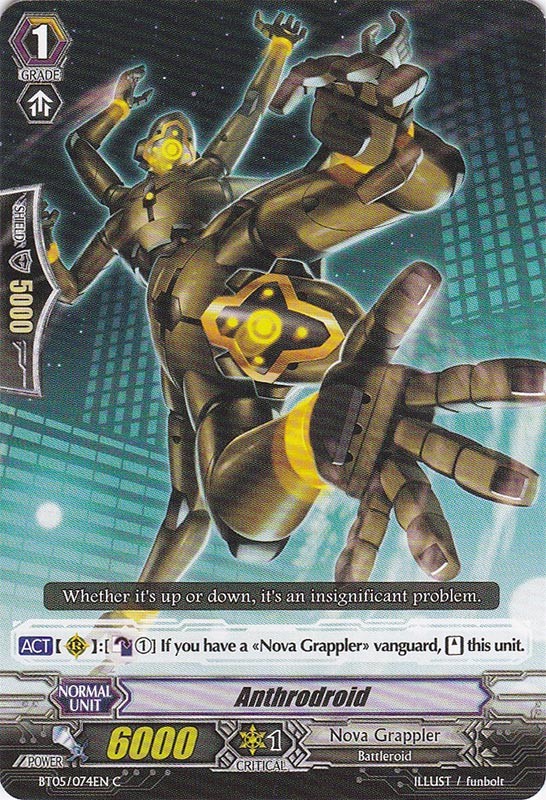 1
GRADE
SHIELD
5000
Whether it's up or down, it's an insignificant problem.
ACT【 R 】:[ ①] If you have a «Nova Grappler» vanguard, this unit.
NORMAL
UNIT
Anthrodroid
POWER
6000
1
CRITICAL
Nova Grappler
Battleroid
BT05/074EN C
ILLUST / funbolt